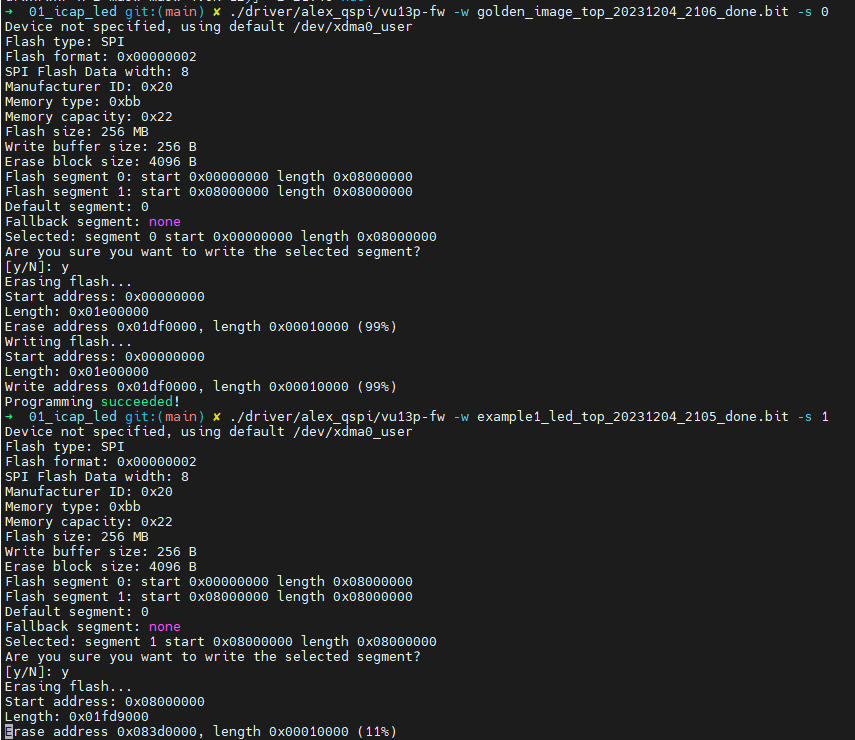 ➜  01_icap_led git:(main) ✗ ./driver/alex_qspi/vu13p-fw -w golden_image_top_20231204_2106_done.bit -s 0
Device not specified, using default /dev/xdma0_user
Flash type: SPI
Flash format: 0x00000002
SPI Flash Data width: 8
Manufacturer ID: 0x20
Memory type: 0xbb
Memory capacity: 0x22
Flash size: 256 MB
Write buffer size: 256 B
Erase block size: 4096 B
Flash segment 0: start 0x00000000 length 0x08000000
Flash segment 1: start 0x08000000 length 0x08000000
Default segment: 0
Fallback segment: none
Selected: segment 0 start 0x00000000 length 0x08000000
Are you sure you want to write the selected segment?
[y/N]: y
Erasing flash...
Start address: 0x00000000
Length: 0x01e00000
Erase address 0x01df0000, length 0x00010000 (99%)
Writing flash...
Start address: 0x00000000
Length: 0x01e00000
Write address 0x01df0000, length 0x00010000 (99%)
Programming succeeded!
➜  01_icap_led git:(main) ✗ ./driver/alex_qspi/vu13p-fw -w example1_led_top_20231204_2105_done.bit -s 1
Device not specified, using default /dev/xdma0_user
Flash type: SPI
Flash format: 0x00000002
SPI Flash Data width: 8
Manufacturer ID: 0x20
Memory type: 0xbb
Memory capacity: 0x22
Flash size: 256 MB
Write buffer size: 256 B
Erase block size: 4096 B
Flash segment 0: start 0x00000000 length 0x08000000
Flash segment 1: start 0x08000000 length 0x08000000
Default segment: 0
Fallback segment: none
Selected: segment 1 start 0x08000000 length 0x08000000
Are you sure you want to write the selected segment?
[y/N]: y
Erasing flash...
Start address: 0x08000000
Length: 0x01fd9000
Erase address 0x083d0000, length 0x00010000 (11%)